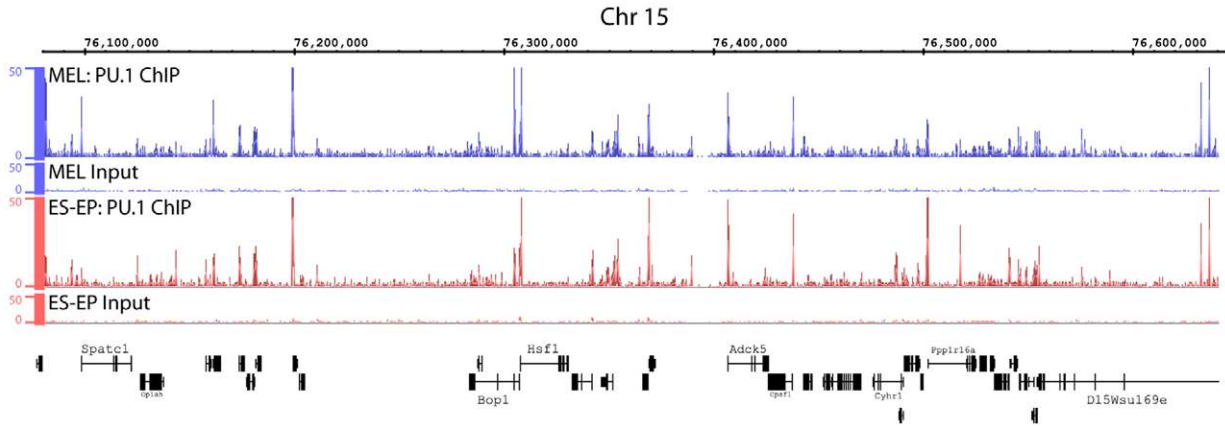 Chr 15
76,100,000 76,200,000 76,300,000 76,400,000 76,500,000 76,600,000
50 MEL: PU.1 ChIP
0
50 MEL Input
0
50 ES-EP: PU.1 ChIP
0
50 ES-EP Input
0
Spatc1 Hsf1 Adck5 Ppp1r16a
Oplah Bop1 Cpsf1 Cyhr1 D15Wsu169e